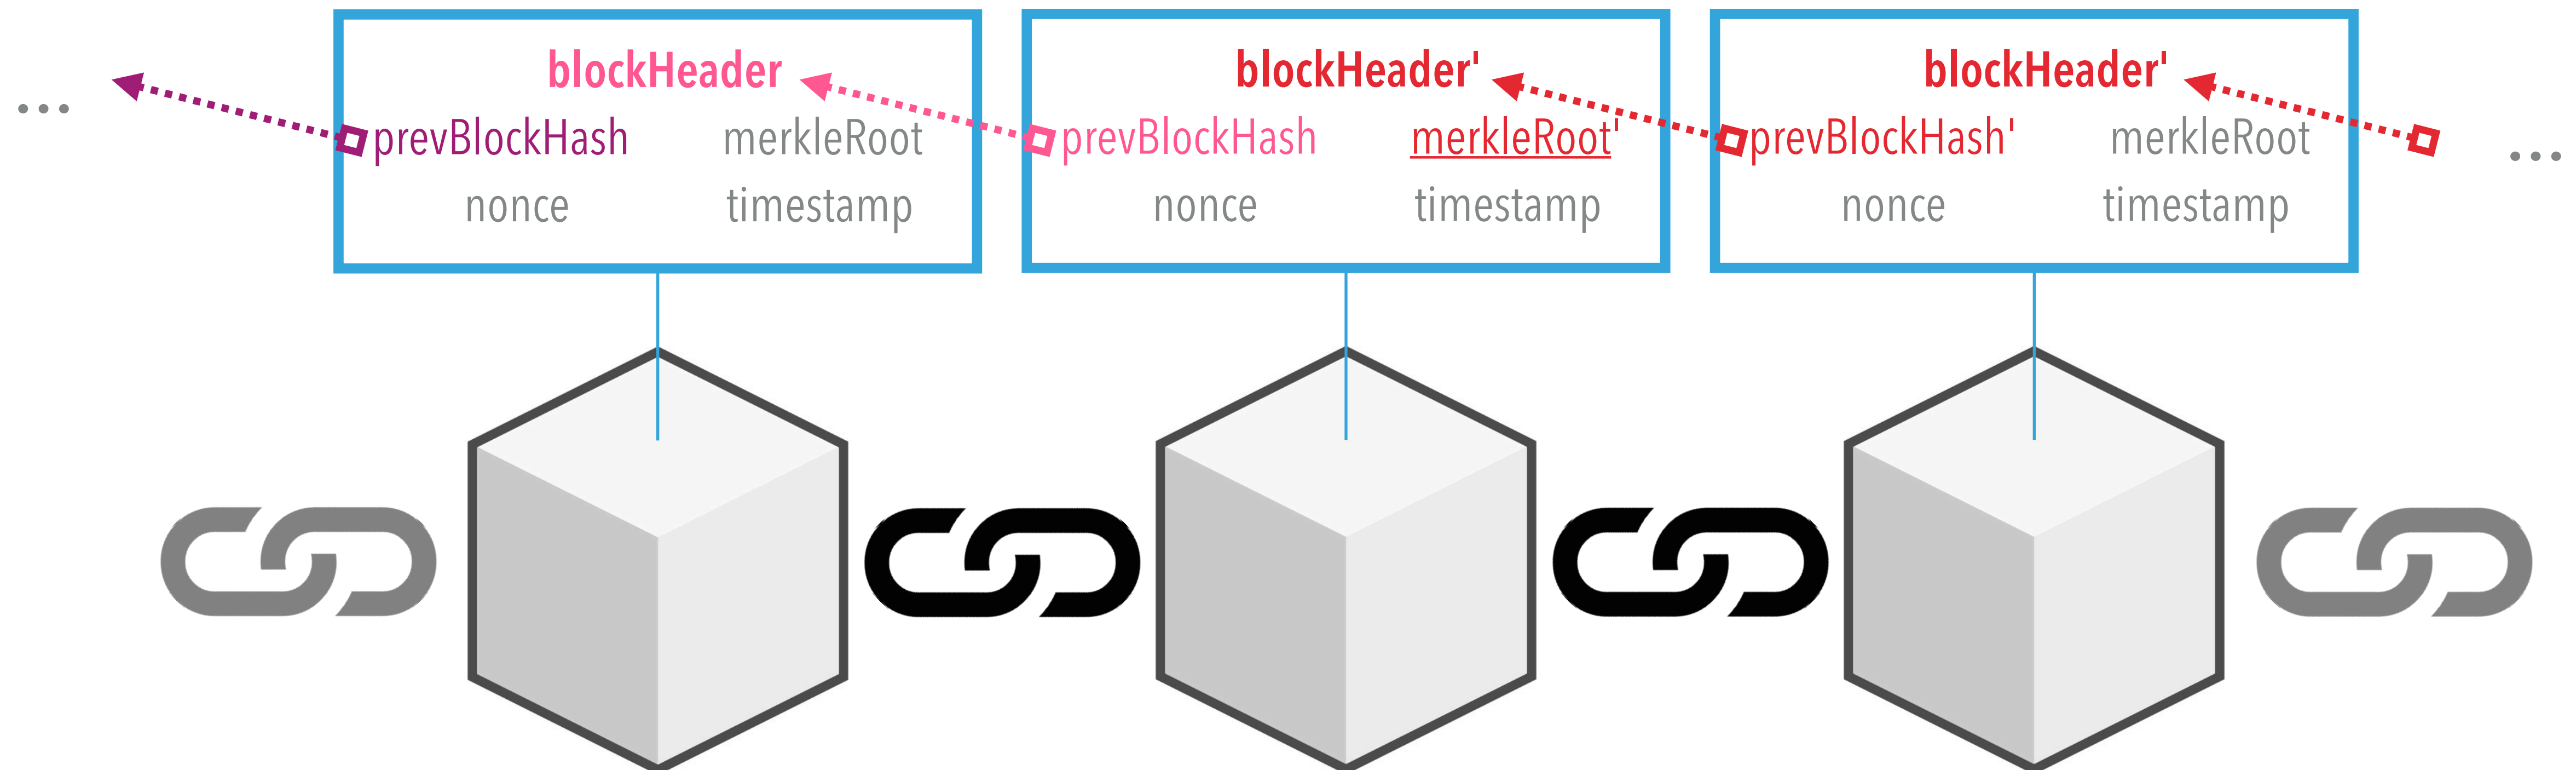 blockHeader
prevBlockHash merkleRoot
nonce timestamp
blockHeader'
prevBlockHash merkleRoot'
nonce timestamp
blockHeader'
prevBlockHash' merkleRoot
nonce timestamp
...
...